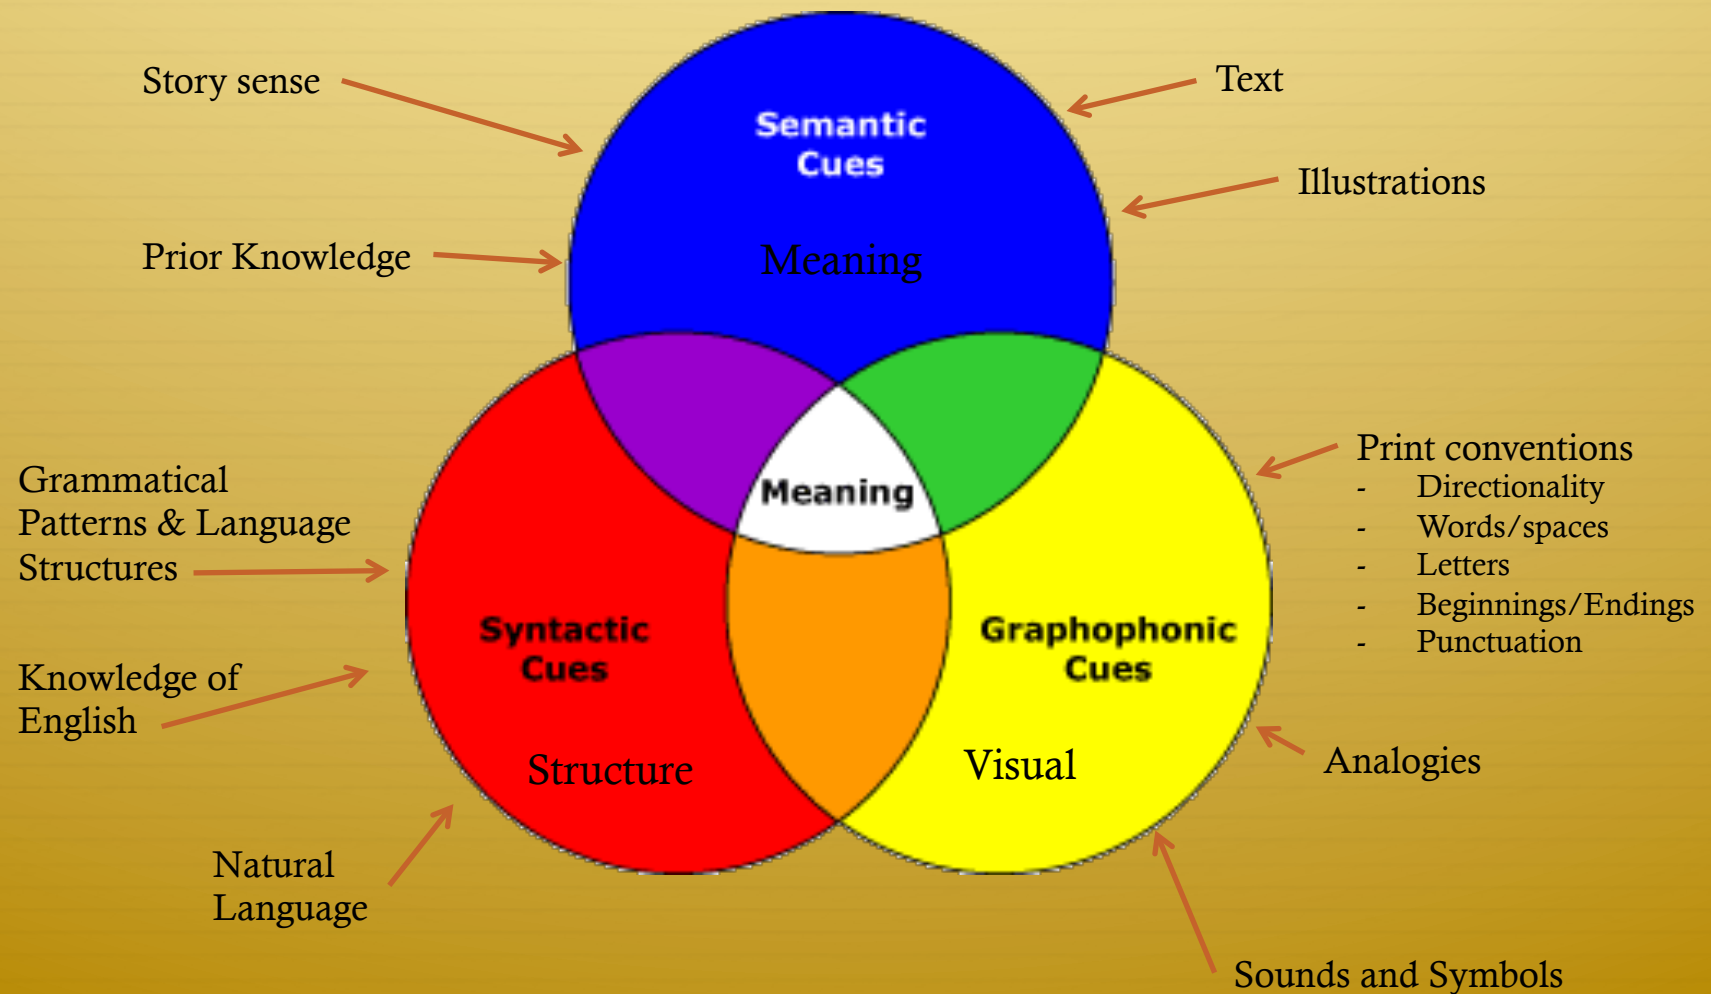 Story sense
Text
Semantic
Cues
Illustrations
Prior Knowledge
Meaning
Meaning
Grammatical
Patterns & Language
Structures
Print conventions
- Directionality
- Words/spaces
- Letters
- Beginnings/Endings
- Punctuation
Syntactic
Cues
Graphophonic
Cues
Knowledge of
English
Structure
Visual
Analogies
Natural
Language
Sounds and Symbols